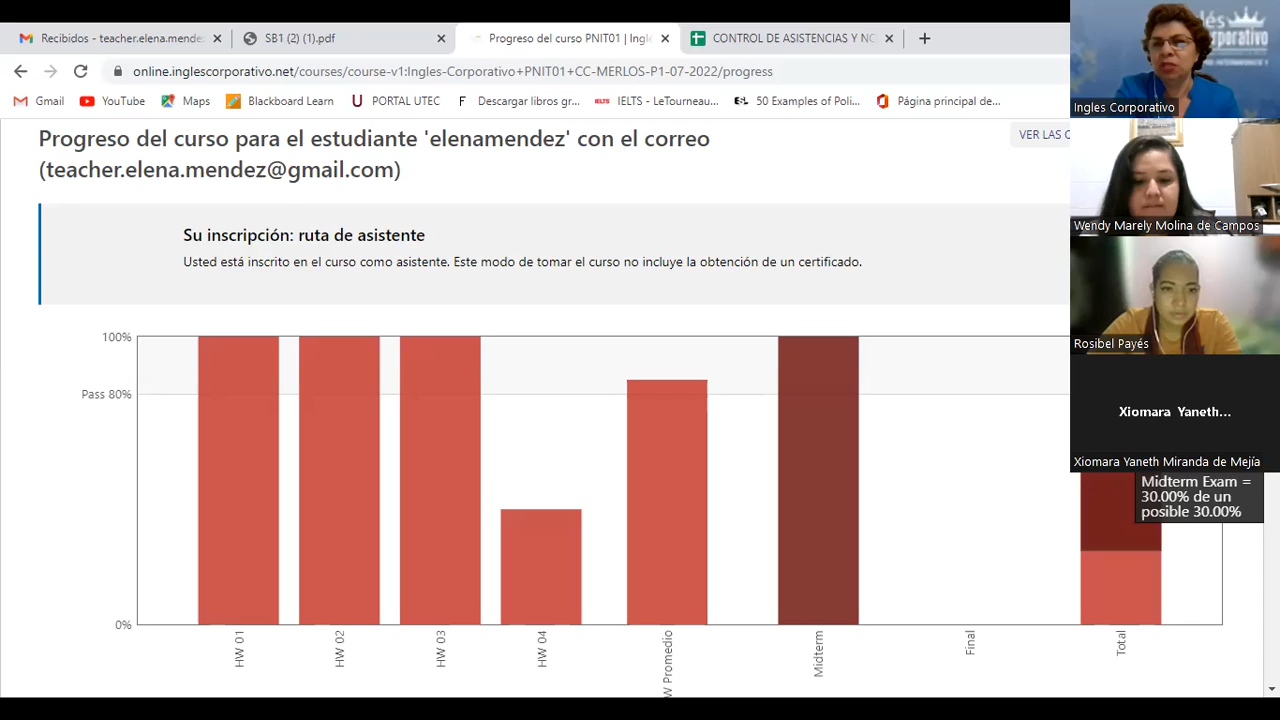 Recibidos - teacher.elena.mende
SB1 (2) (1).pdf
Progreso del curso PNIT01 | Ingle
CONTROL DE ASISTENCIAS Y NO
online.inglescorporativo.net/courses/course-v1:Ingles-Corporativo+PNIT01+CC-MERLOS-P1-07-2022/progress
Gmail
YouTube
Maps
Blackboard Learn
PORTAL UTEC
Descargar libros gr...
IELTS - LeTourneau...
50 Examples of Poli...
Página principal de...
Progreso del curso para el estudiante 'elenamendez' con el correo
(teacher.elena.mendez@gmail.com)
VER LAS C
Su inscripción: ruta de asistente
Usted está inscrito en el curso como asistente. Este modo de tomar el curso no incluye la obtención de un certificado.
100%
Pass 80%
0%
HW 01
HW 02
HW 03
HW 04
W Promedio
Midterm
Final
Total
Ingles Corporativo
Wendy Marely Molina de Campos
Rosibel Payés
Xiomara Yaneth...
Xiomara Yaneth Miranda de Mejía
Midterm Exam =
30.00% de un
posible 30.00%